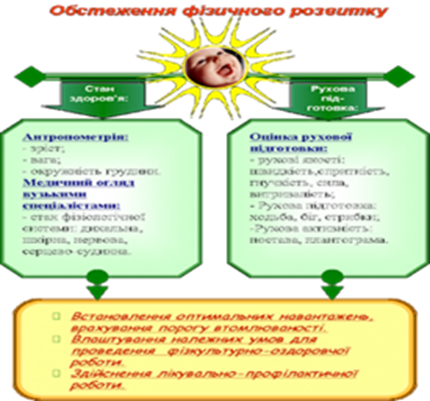 Обстеження фізичного розвитку
Стан
здоров'я:
Рухова
під-
готовка:
Антропометрія:
- зріст;
- вага;
- окружність грудини.
Медичний огляд
вузькими
спеціалістами:
- стан фізіологічної
системи: дихальна,
шкірна, нервова,
серцево-судинна.
Оцінка рухової
підготовки:
- рухові якості:
швидкість,спритність,
гнучкість, сила,
витривалість;
- Рухова підготовка:
ходьба, біг, стрибки;
-Рухова активність:
постава, плантограма.
Встановлення оптимальних навантажень,
врахування порогу втомлюваності.
Влаштування належних умов для
проведення фізкультурно-оздоровчої
роботи.
Здійснення лікувально-профілактичної
роботи.